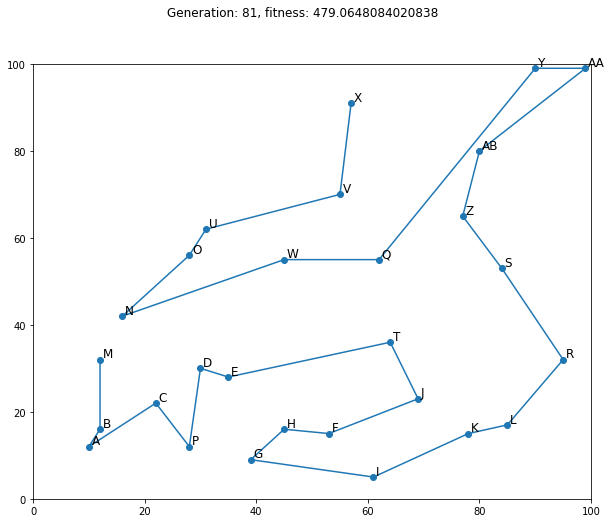 Generation: 81, fitness: 479.0648084020838
100
Y
AA
X
80
AB
V
Z
U
60
O
W
Q
S
40
N
T
M
R
D
E
20
C
J
L
B
H
F
K
A
P
G
I
0
0
20
40
60
80
100